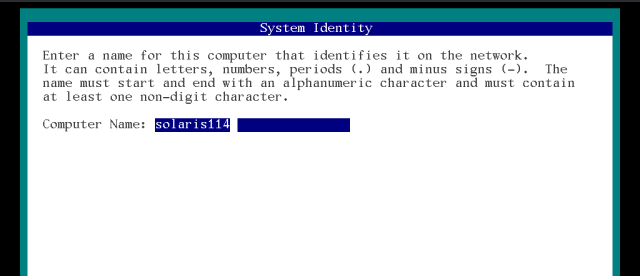 System Identity
Enter a name for this computer that identifies it on the network.
It can contain letters, numbers, periods (.) and minus signs (-).  The
name must start and end with an alphanumeric character and must contain
at least one non-digit character.
Computer Name: solaris114